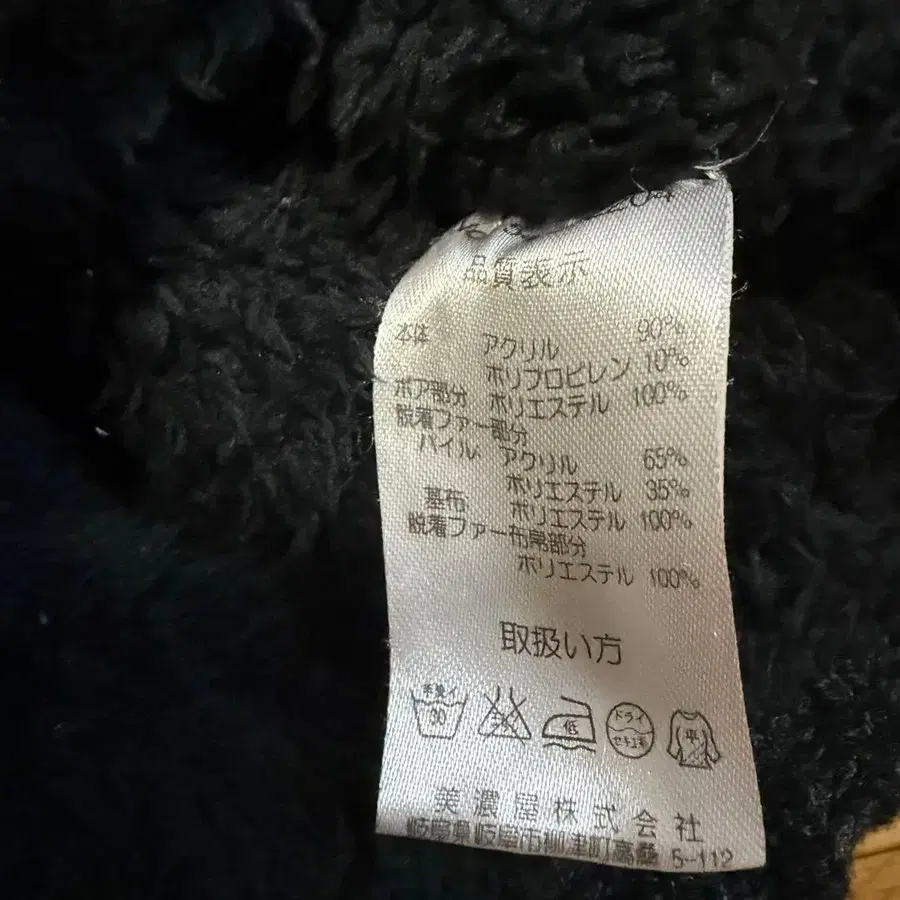 品質表示
本体 アクリル 90%
ポリプロピレン 10%
ボア部分 ポリエステル 100%
脱着ファー部分
パイル アクリル 65%
ポリエステル 35%
基布 ポリエステル 100%
脱着ファー布帛部分
ポリエステル 100%
取扱い方
手洗イ 30
低
ドライ セキユ系
平
美濃屋株式会社
岐阜県岐阜市柳津町高桑 5-112